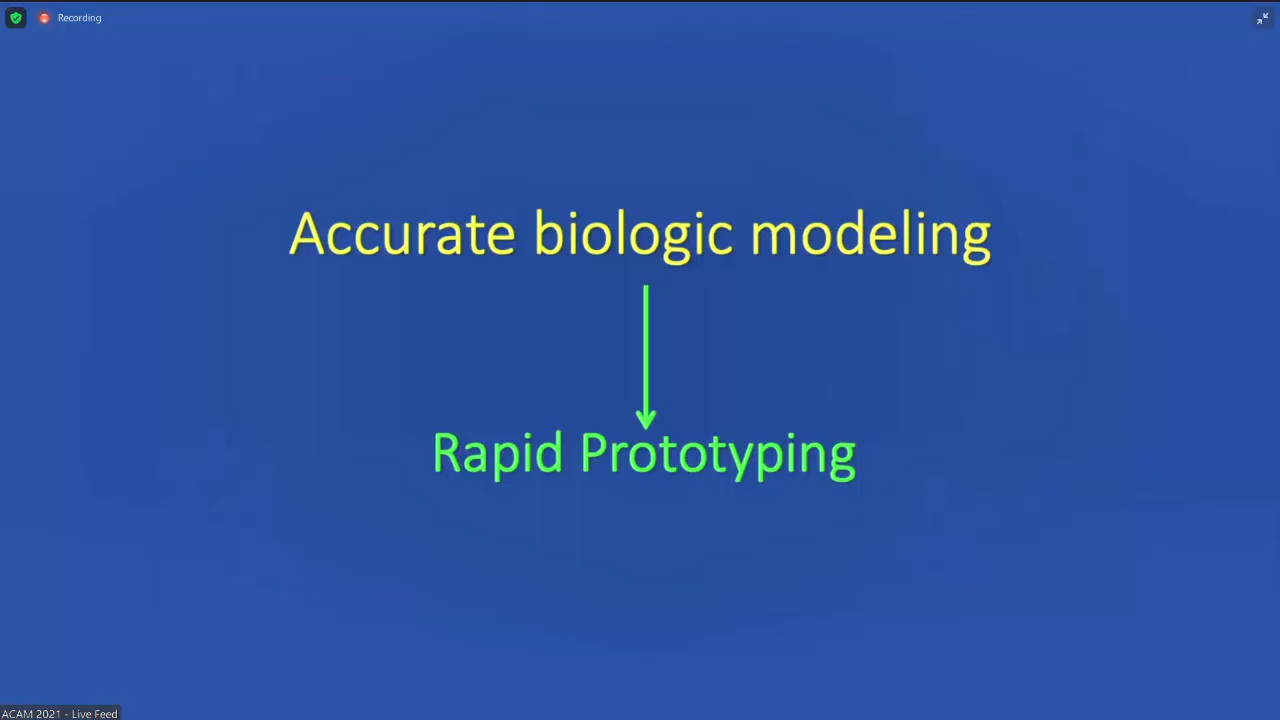 Recording
Accurate biologic modeling
Rapid Prototyping
ACAM 2021 - Live Feed